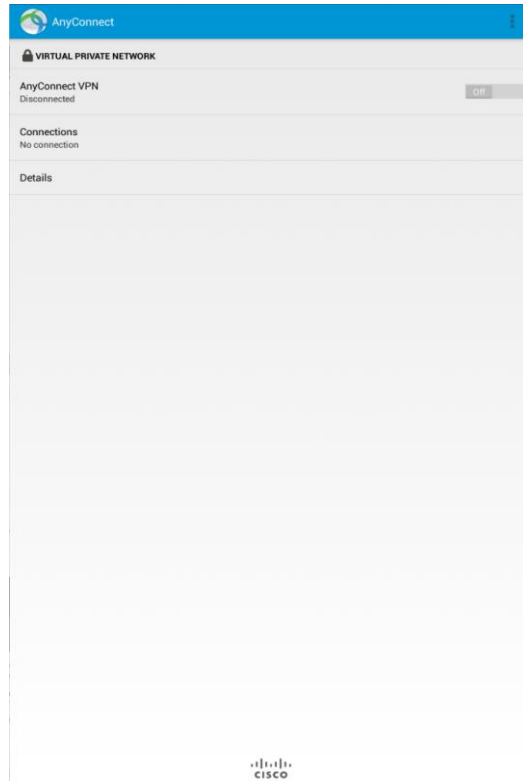 AnyConnect
VIRTUAL PRIVATE NETWORK
AnyConnect VPN
Disconnected
Off
Connections
No connection
Details
CISCO